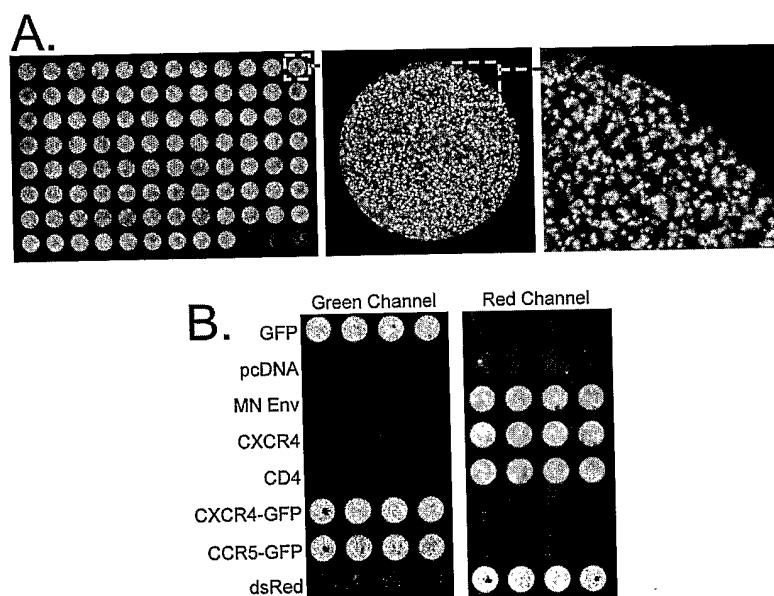 A.
B.
Green Channel
Red Channel
GFP
pcDNA
MN Env
CXCR4
CD4
CXCR4-GFP
CCR5-GFP
dsRed